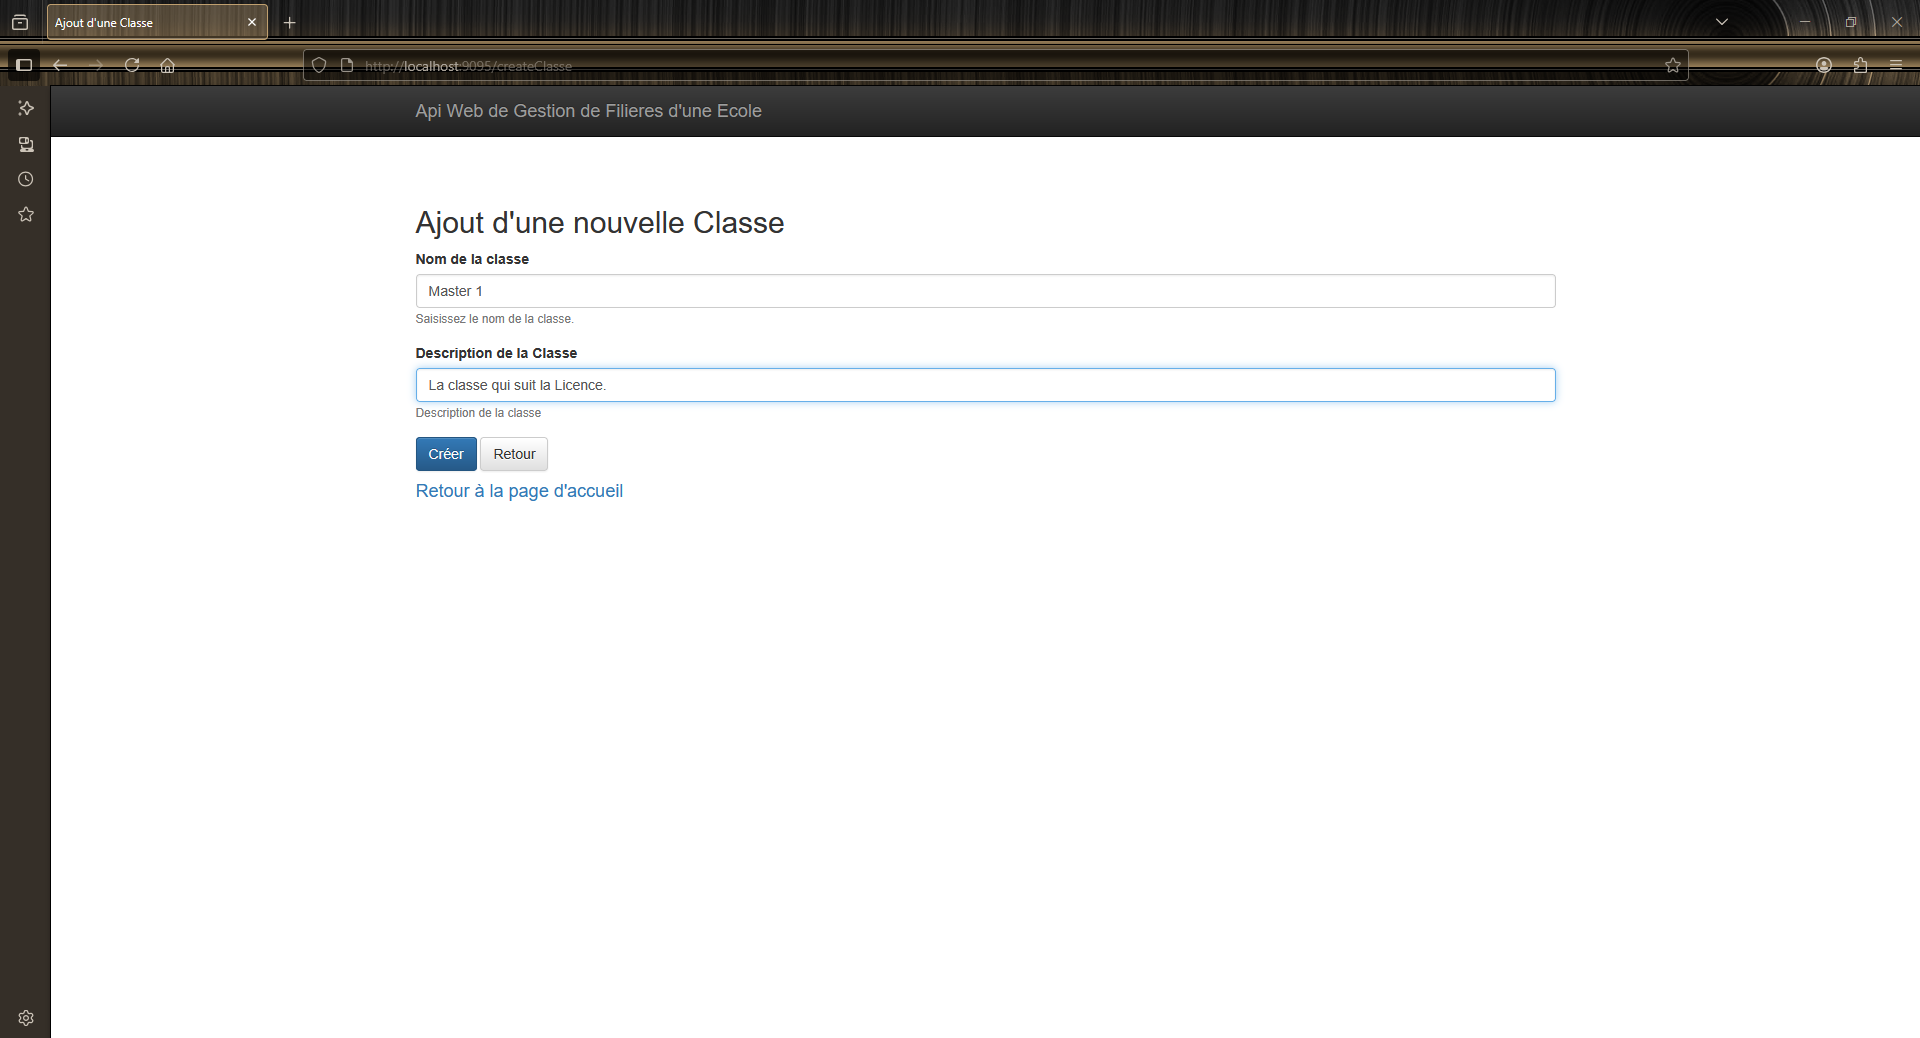 Ajout d'une Classe
http://localhost:9095/createClasse
Api Web de Gestion de Filieres d'une Ecole
Ajout d'une nouvelle Classe
Nom de la classe
Master 1
Saisissez le nom de la classe.
Description de la Classe
La classe qui suit la Licence.
Description de la classe
Créer Retour
Retour à la page d'accueil